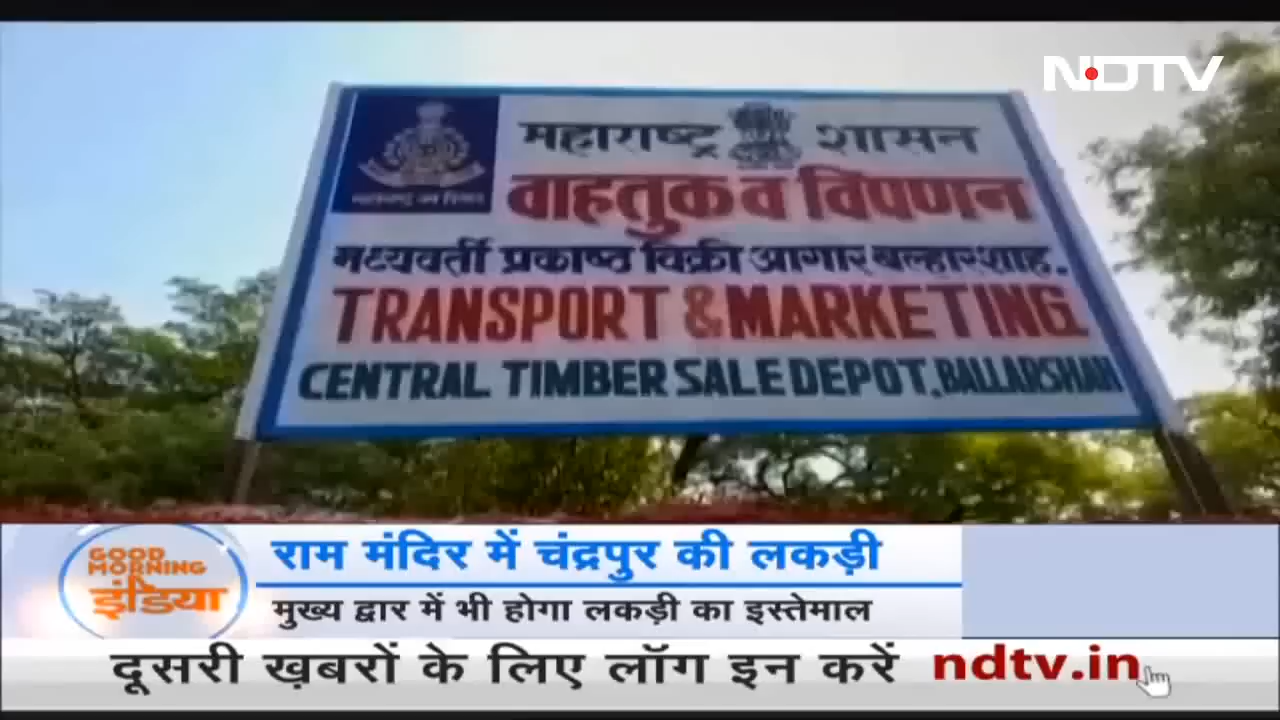 NDTV
महाराष्ट्र शासन
वाहतुक व विपणन
मध्यवर्ती प्रकाष्ठ विक्री आगार बल्हारशाह.
TRANSPORT & MARKETING
CENTRAL TIMBER SALE DEPOT, BALLARSHAH
GOOD
MORNING
इंडिया
राम मंदिर में चंद्रपुर की लकड़ी
मुख्य द्वार में भी होगा लकड़ी का इस्तेमाल
दूसरी ख़बरों के लिए लॉग इन करें ndtv.in